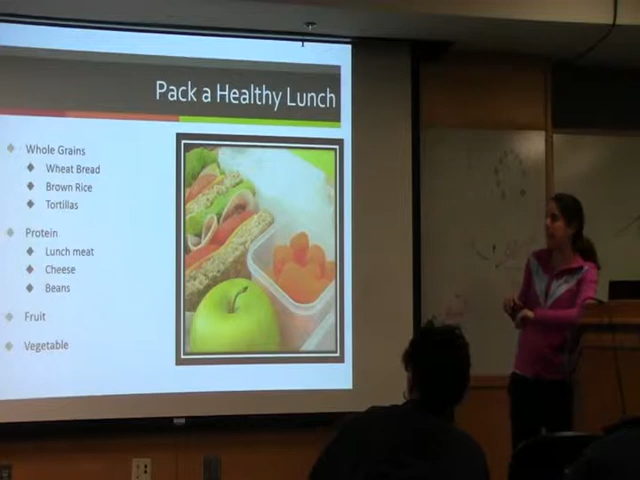 Pack a Healthy Lunch
Whole Grains
Wheat Bread
Brown Rice
Tortillas
Protein
Lunch meat
Cheese
Beans
Fruit
Vegetable